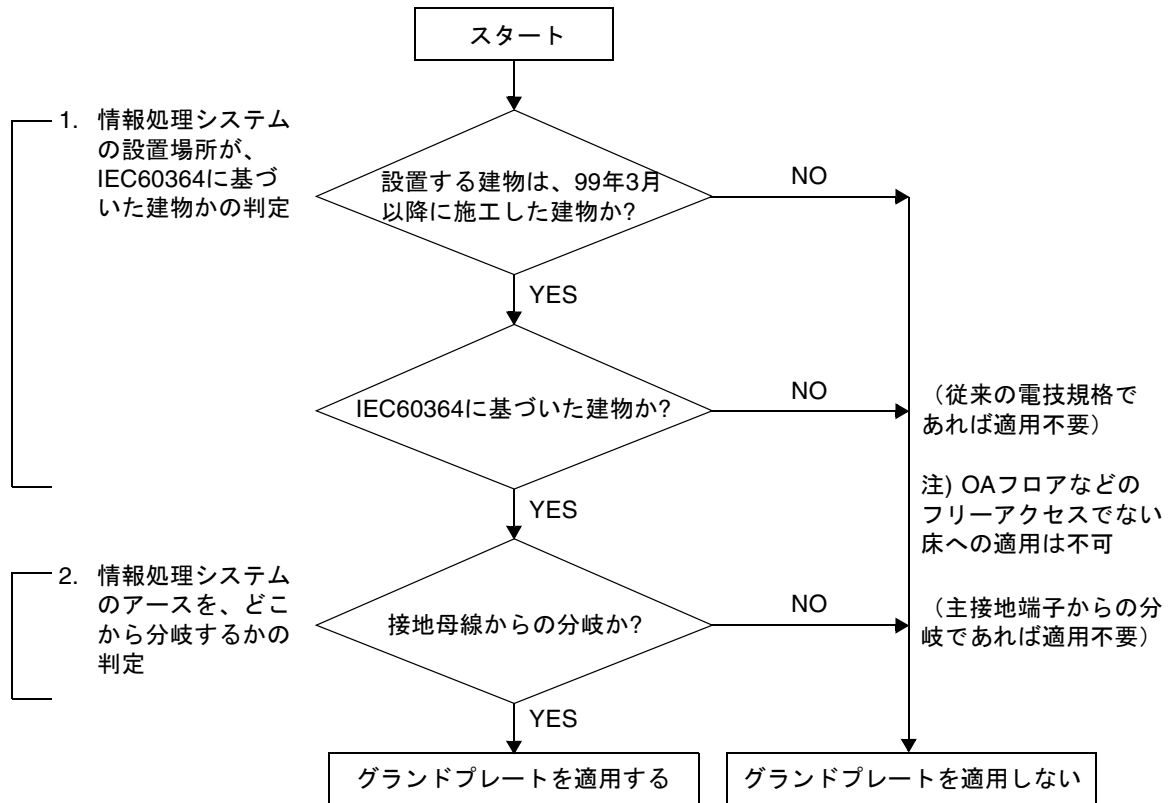 スタート
1. 情報処理システム
の設置場所が、
IEC60364に基づ
いた建物かの判定
設置する建物は、99年3月
以降に施工した建物か?
NO
YES
IEC60364に基づいた建物か?
NO
(従来の電技規格で
あれば適用不要)
YES
注) OAフロアなどの
フリーアクセスでない
床への適用は不可
2. 情報処理システム
のアースを、どこ
から分岐するかの
判定
接地母線からの分岐か?
NO
(主接地端子からの分
岐であれば適用不要)
YES
グランドプレートを適用する
グランドプレートを適用しない